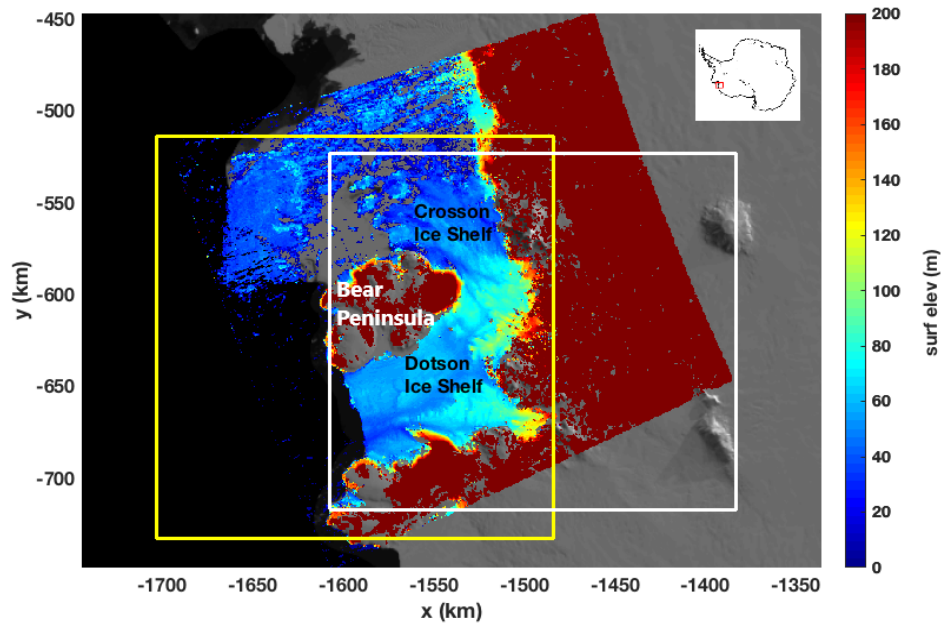 -450
-500
-550
-600
-650
-700
y (km)
Crosson
Ice Shelf
Bear
Peninsula
Dotson
Ice Shelf
-1700
-1650
-1600
-1550
-1500
-1450
-1400
-1350
x (km)
200
180
160
140
120
100
80
60
40
20
0
surf elev (m)